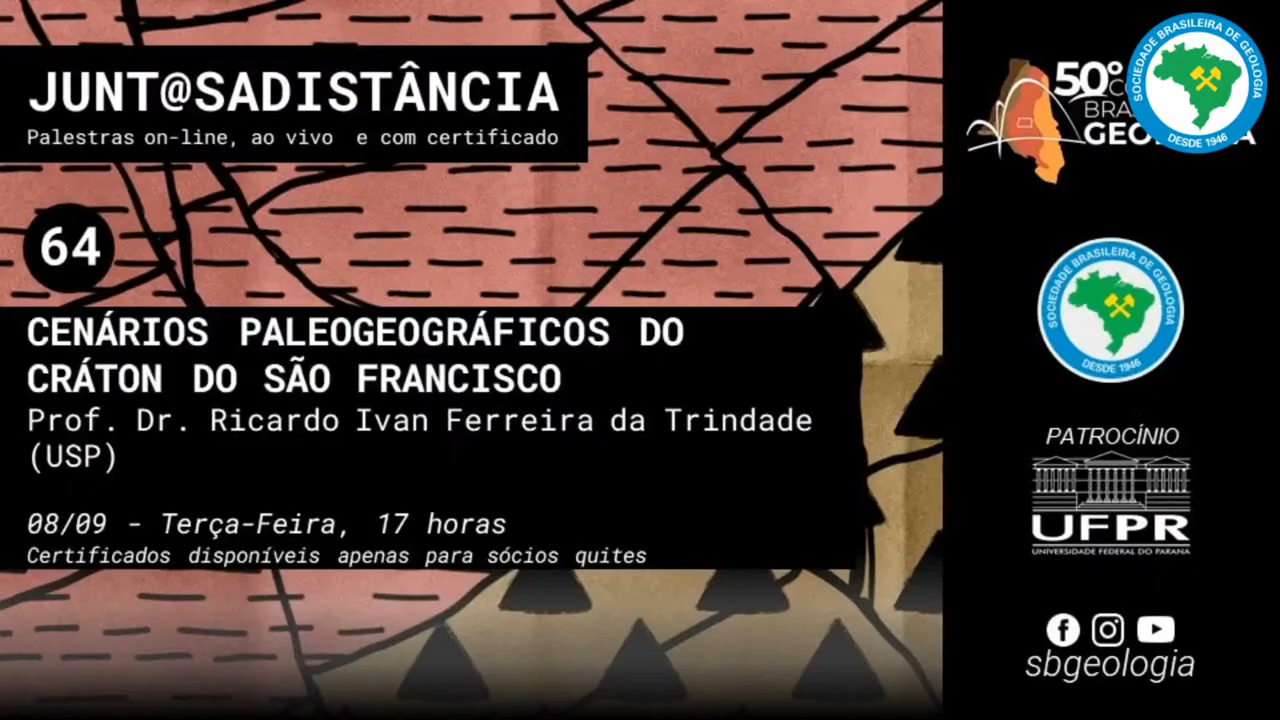 JUNT@SADISTÂNCIA
Palestras on-line, ao vivo e com certificado
64
CENÁRIOS PALEOGEOGRÁFICOS DO
CRÁTON DO SÃO FRANCISCO
Prof. Dr. Ricardo Ivan Ferreira da Trindade
(USP)
08/09 - Terça-Feira, 17 horas
Certificados disponíveis apenas para sócios quites
50º
SOCIEDADE BRASILEIRA DE GEOLOGIA
DESDE 1946
SOCIEDADE BRASILEIRA DE GEOLOGIA
DESDE 1946
PATROCÍNIO
UFPR
UNIVERSIDADE FEDERAL DO PARANÁ
sbgeologia